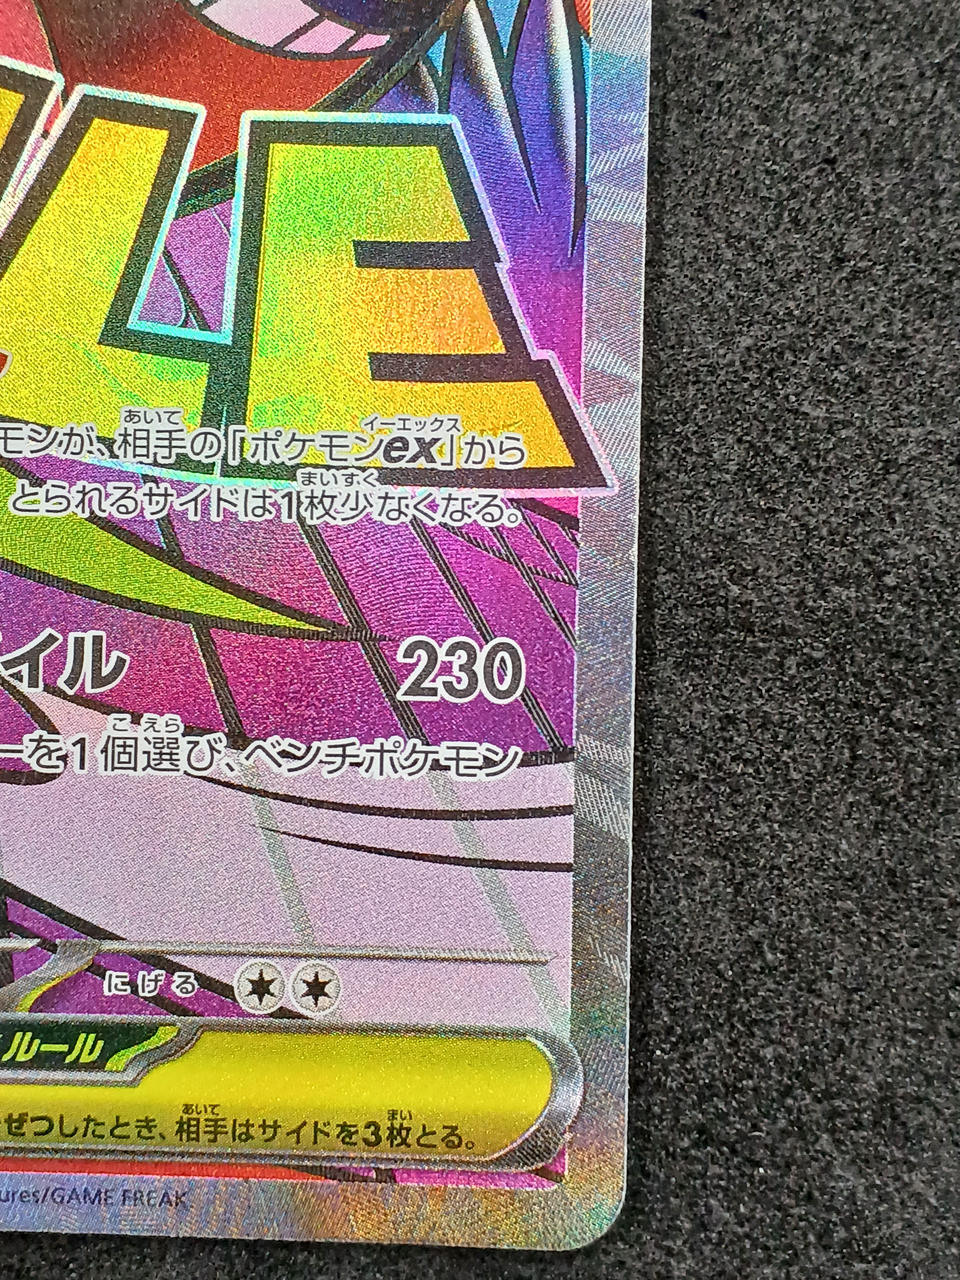 LE
モンが、相手の「ポケモンexから
あいて
イーエックス
とられるサイドは1枚少なくなる。
まいすく
イル 230
ーを1個選び、ベンチポケモン
こえら
にげる
ルール
ぜつしたとき、相手はサイドを3枚とる。
あいて
まい
ures/GAME FREAK